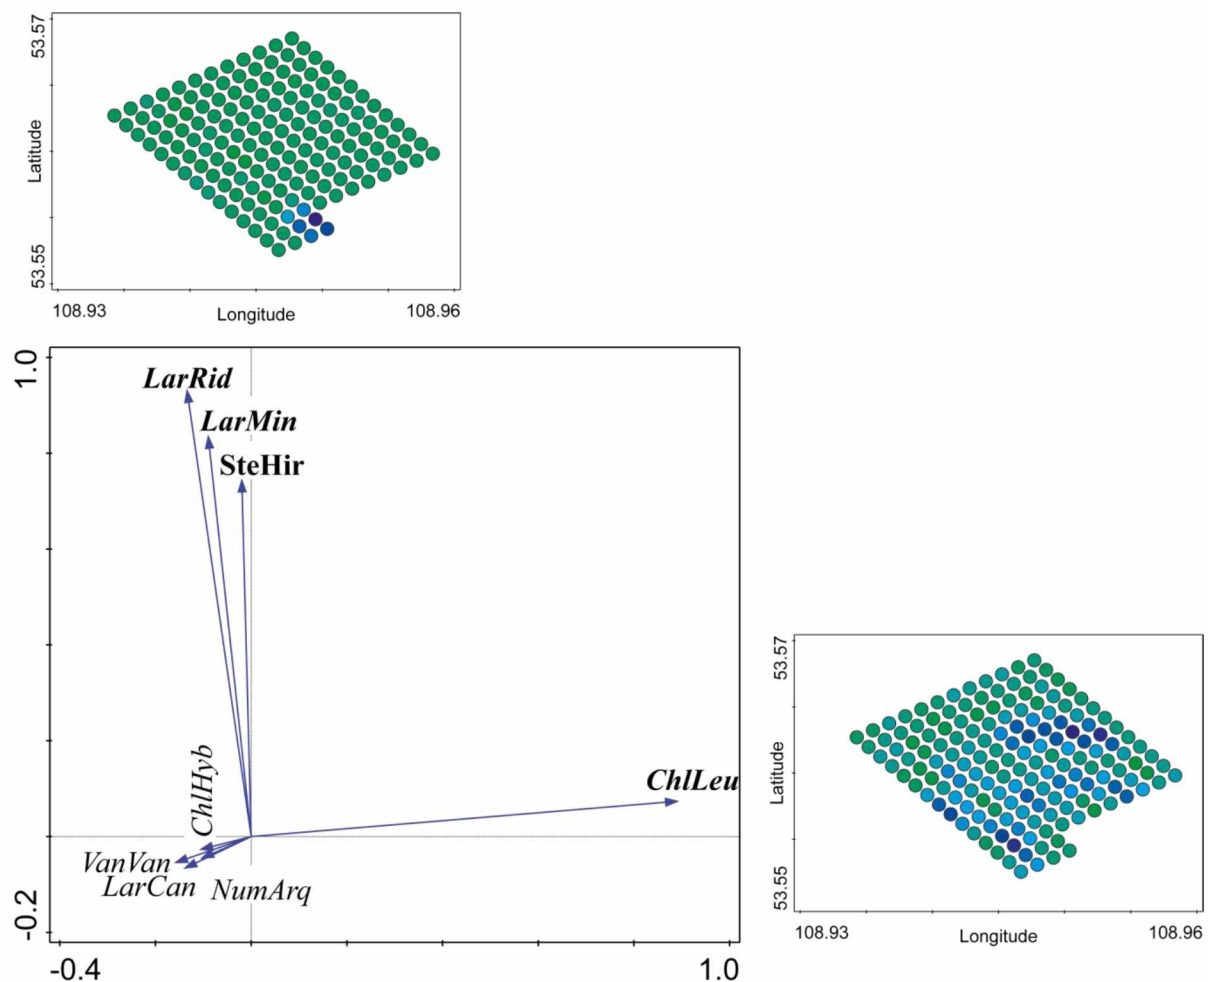 53.57
Latitude
53.55
108.93
Longitude
108.96
1.0
LarRid
LarMin
SteHir
ChlHyb
ChlLeu
VanVan
LarCan
NumArq
-0.2
-0.4
1.0
53.57
Latitude
53.55
108.93
Longitude
108.96